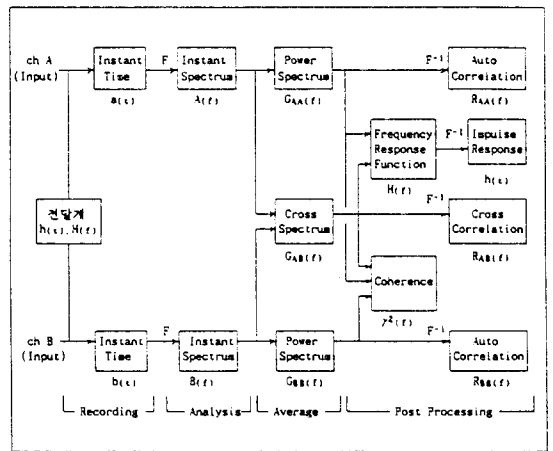 ch A
(Input)
Instant
Time
a(t)
F
Instant
Spectrum
A(f)
Power
Spectrum
GAA(f)
F-1
Auto
Correlation
RAA(f)
Frequency
Response
Function
H(f)
F-1
Impulse
Response
h(t)
전달계
h(t), H(f)
Cross
Spectrum
GAB(f)
F-1
Cross
Correlation
RAB(f)
Coherence
γ2(f)
ch B
(Input)
Instant
Time
b(t)
F
Instant
Spectrum
B(f)
Power
Spectrum
GBB(f)
F-1
Auto
Correlation
RBB(f)
Recording
Analysis
Average
Post Processing